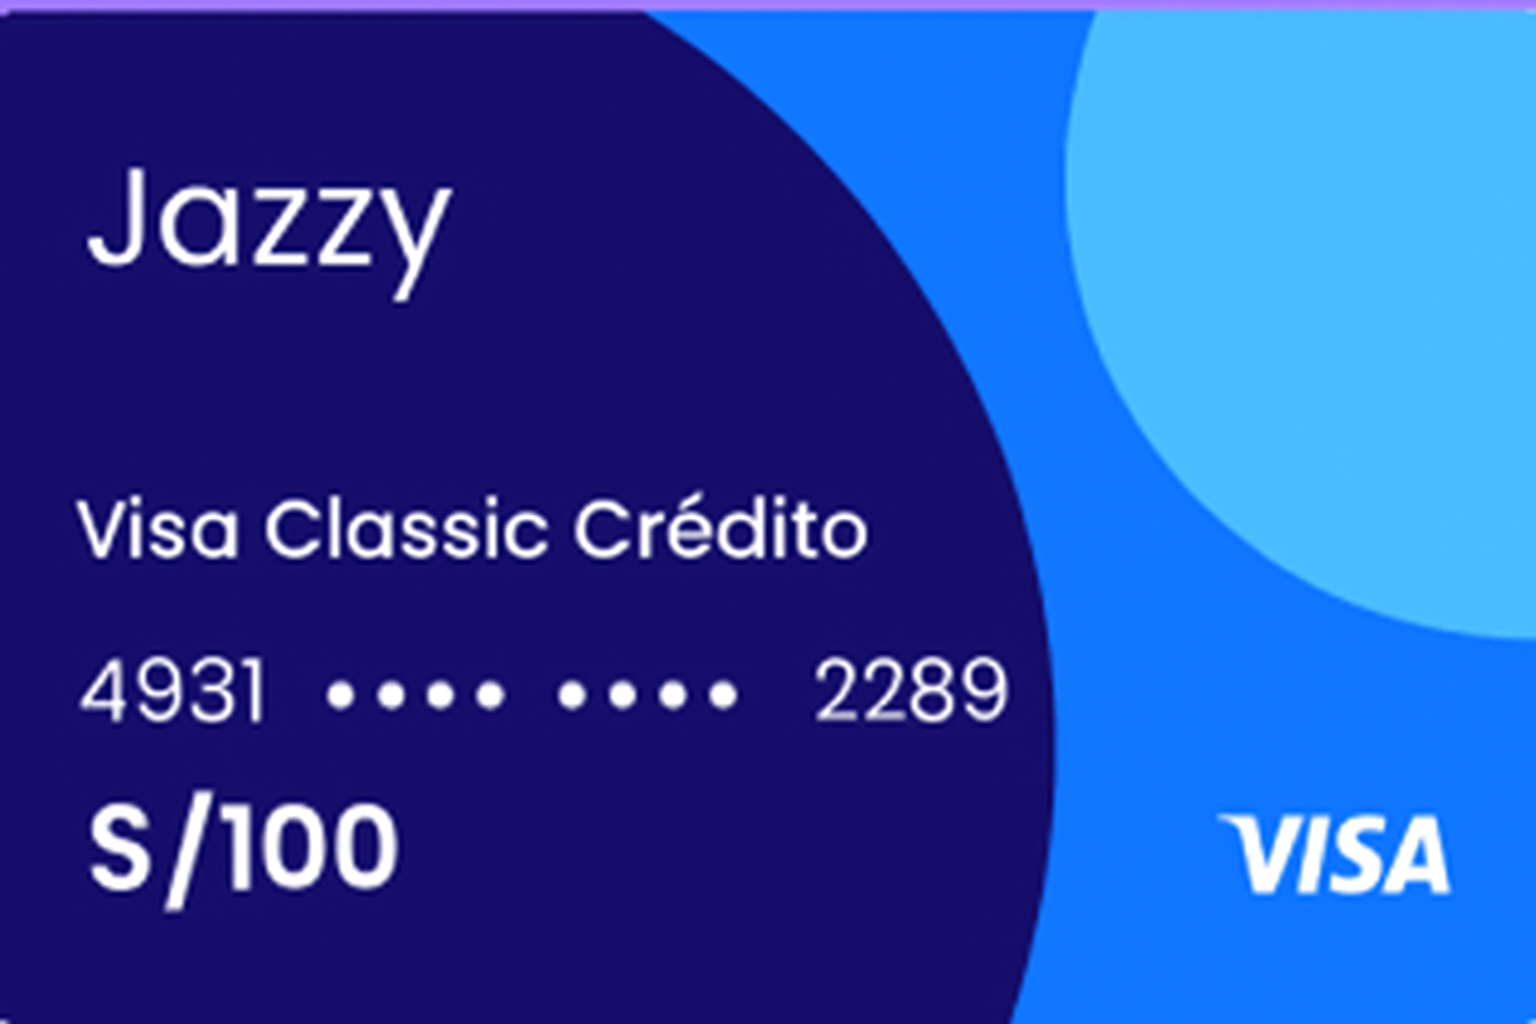 Jazzy
Visa Classic Crédito
4931 •••• •••• 2289
S/100
VISA